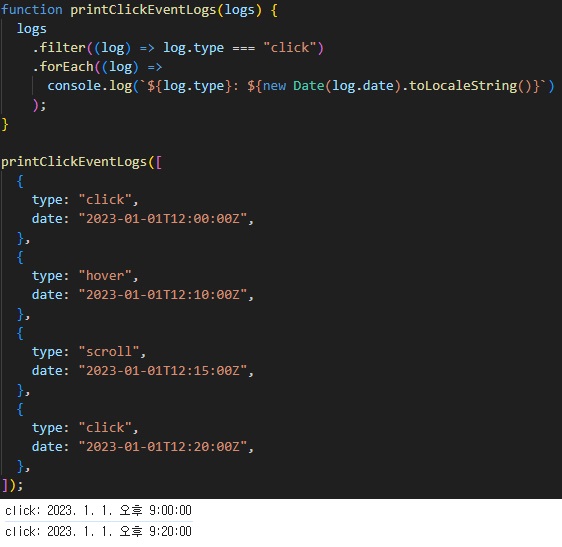 function printClickEventLogs(logs) {
  logs
    .filter((log) => log.type === "click")
    .forEach((log) =>
      console.log(`${log.type}: ${new Date(log.date).toLocaleString()}`)
    );
}

printClickEventLogs([
  {
    type: "click",
    date: "2023-01-01T12:00:00Z",
  },
  {
    type: "hover",
    date: "2023-01-01T12:10:00Z",
  },
  {
    type: "scroll",
    date: "2023-01-01T12:15:00Z",
  },
  {
    type: "click",
    date: "2023-01-01T12:20:00Z",
  },
]);
click: 2023. 1. 1. 오후 9:00:00
click: 2023. 1. 1. 오후 9:20:00